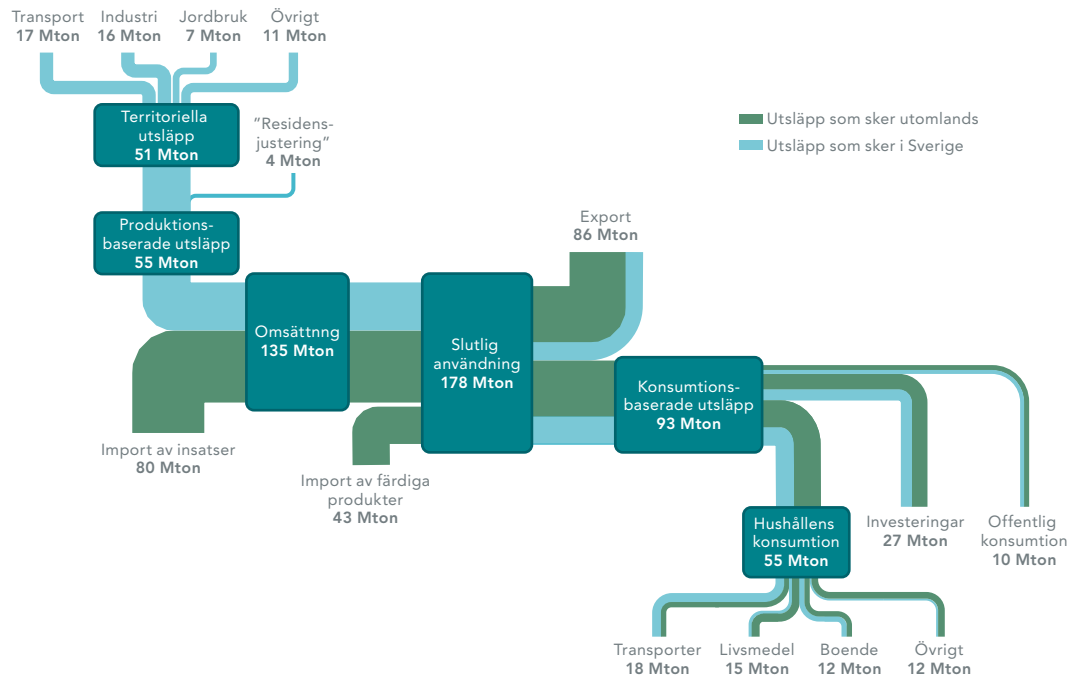 Transport
17 Mton
Industri
16 Mton
Jordbruk
7 Mton
Övrigt
11 Mton
Territoriella
utsläpp
51 Mton
”Residens-
justering”
4 Mton
Utsläpp som sker utomlands
Utsläpp som sker i Sverige
Produktions-
baserade utsläpp
55 Mton
Export
86 Mton
Omsättnng
135 Mton
Slutlig
användning
178 Mton
Konsumtions-
baserade utsläpp
93 Mton
Import av insatser
80 Mton
Import av färdiga
produkter
43 Mton
Hushållens
konsumtion
55 Mton
Investeringar
27 Mton
Offentlig
konsumtion
10 Mton
Transporter
18 Mton
Livsmedel
15 Mton
Boende
12 Mton
Övrigt
12 Mton